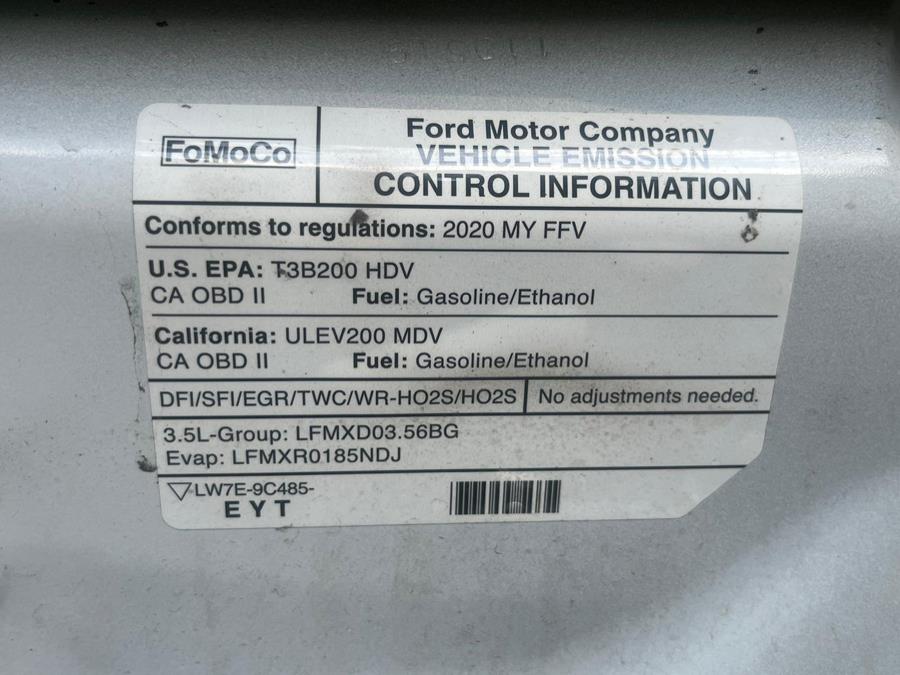 FoMoCo
Ford Motor Company
VEHICLE EMISSION
CONTROL INFORMATION
Conforms to regulations: 2020 MY FFV
U.S. EPA: T3B200 HDV
CA OBD II Fuel: Gasoline/Ethanol
California: ULEV200 MDV
CA OBD II Fuel: Gasoline/Ethanol
DFI/SFI/EGR/TWC/WR-HO2S/HO2S No adjustments needed.
3.5L-Group: LFMXD03.56BG
Evap: LFMXR0185NDJ
LW7E-9C485-
EYT